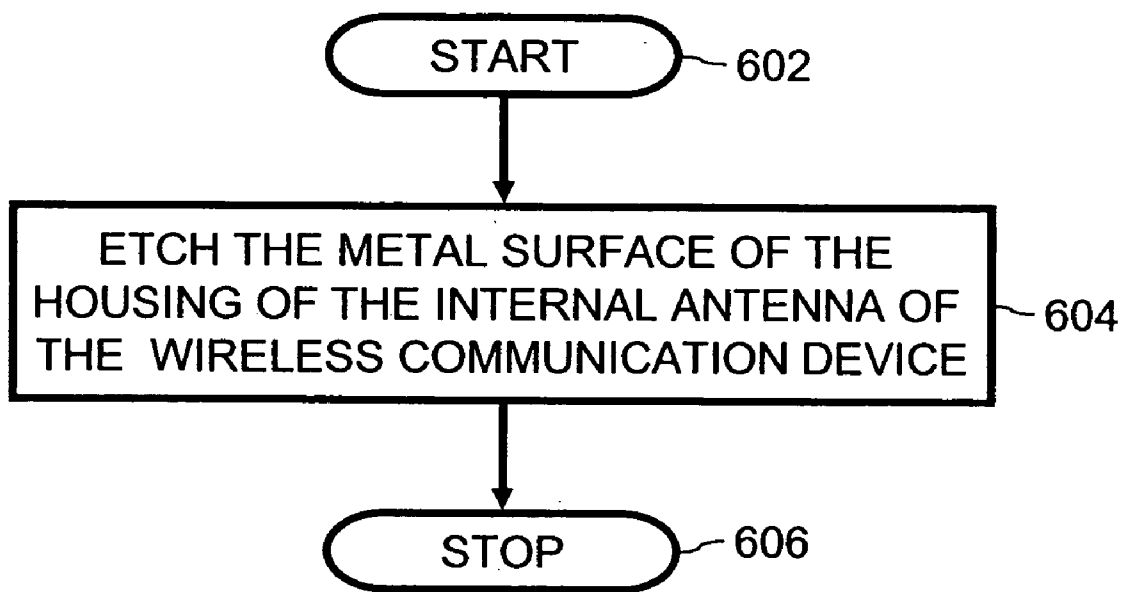 START
602
ETCH THE METAL SURFACE OF THE
HOUSING OF THE INTERNAL ANTENNA OF
THE WIRELESS COMMUNICATION DEVICE
604
STOP
606